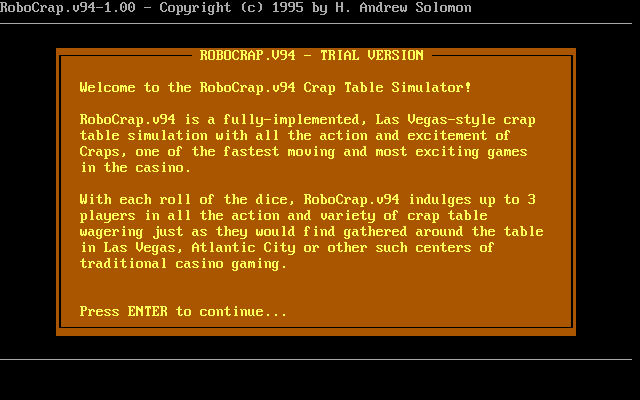 RoboCrap.v94-1.00 - Copyright (c) 1995 by H. Andrew Solomon
ROBOCRAP.V94 - TRIAL VERSION
Welcome to the RoboCrap.v94 Crap Table Simulator!
RoboCrap.v94 is a fully-implemented, Las Vegas-style crap
table simulation with all the action and excitement of
Craps, one of the fastest moving and most exciting games
in the casino.
With each roll of the dice, RoboCrap.v94 indulges up to 3
players in all the action and variety of crap table
wagering just as they would find gathered around the table
in Las Vegas, Atlantic City or other such centers of
traditional casino gaming.
Press ENTER to continue...